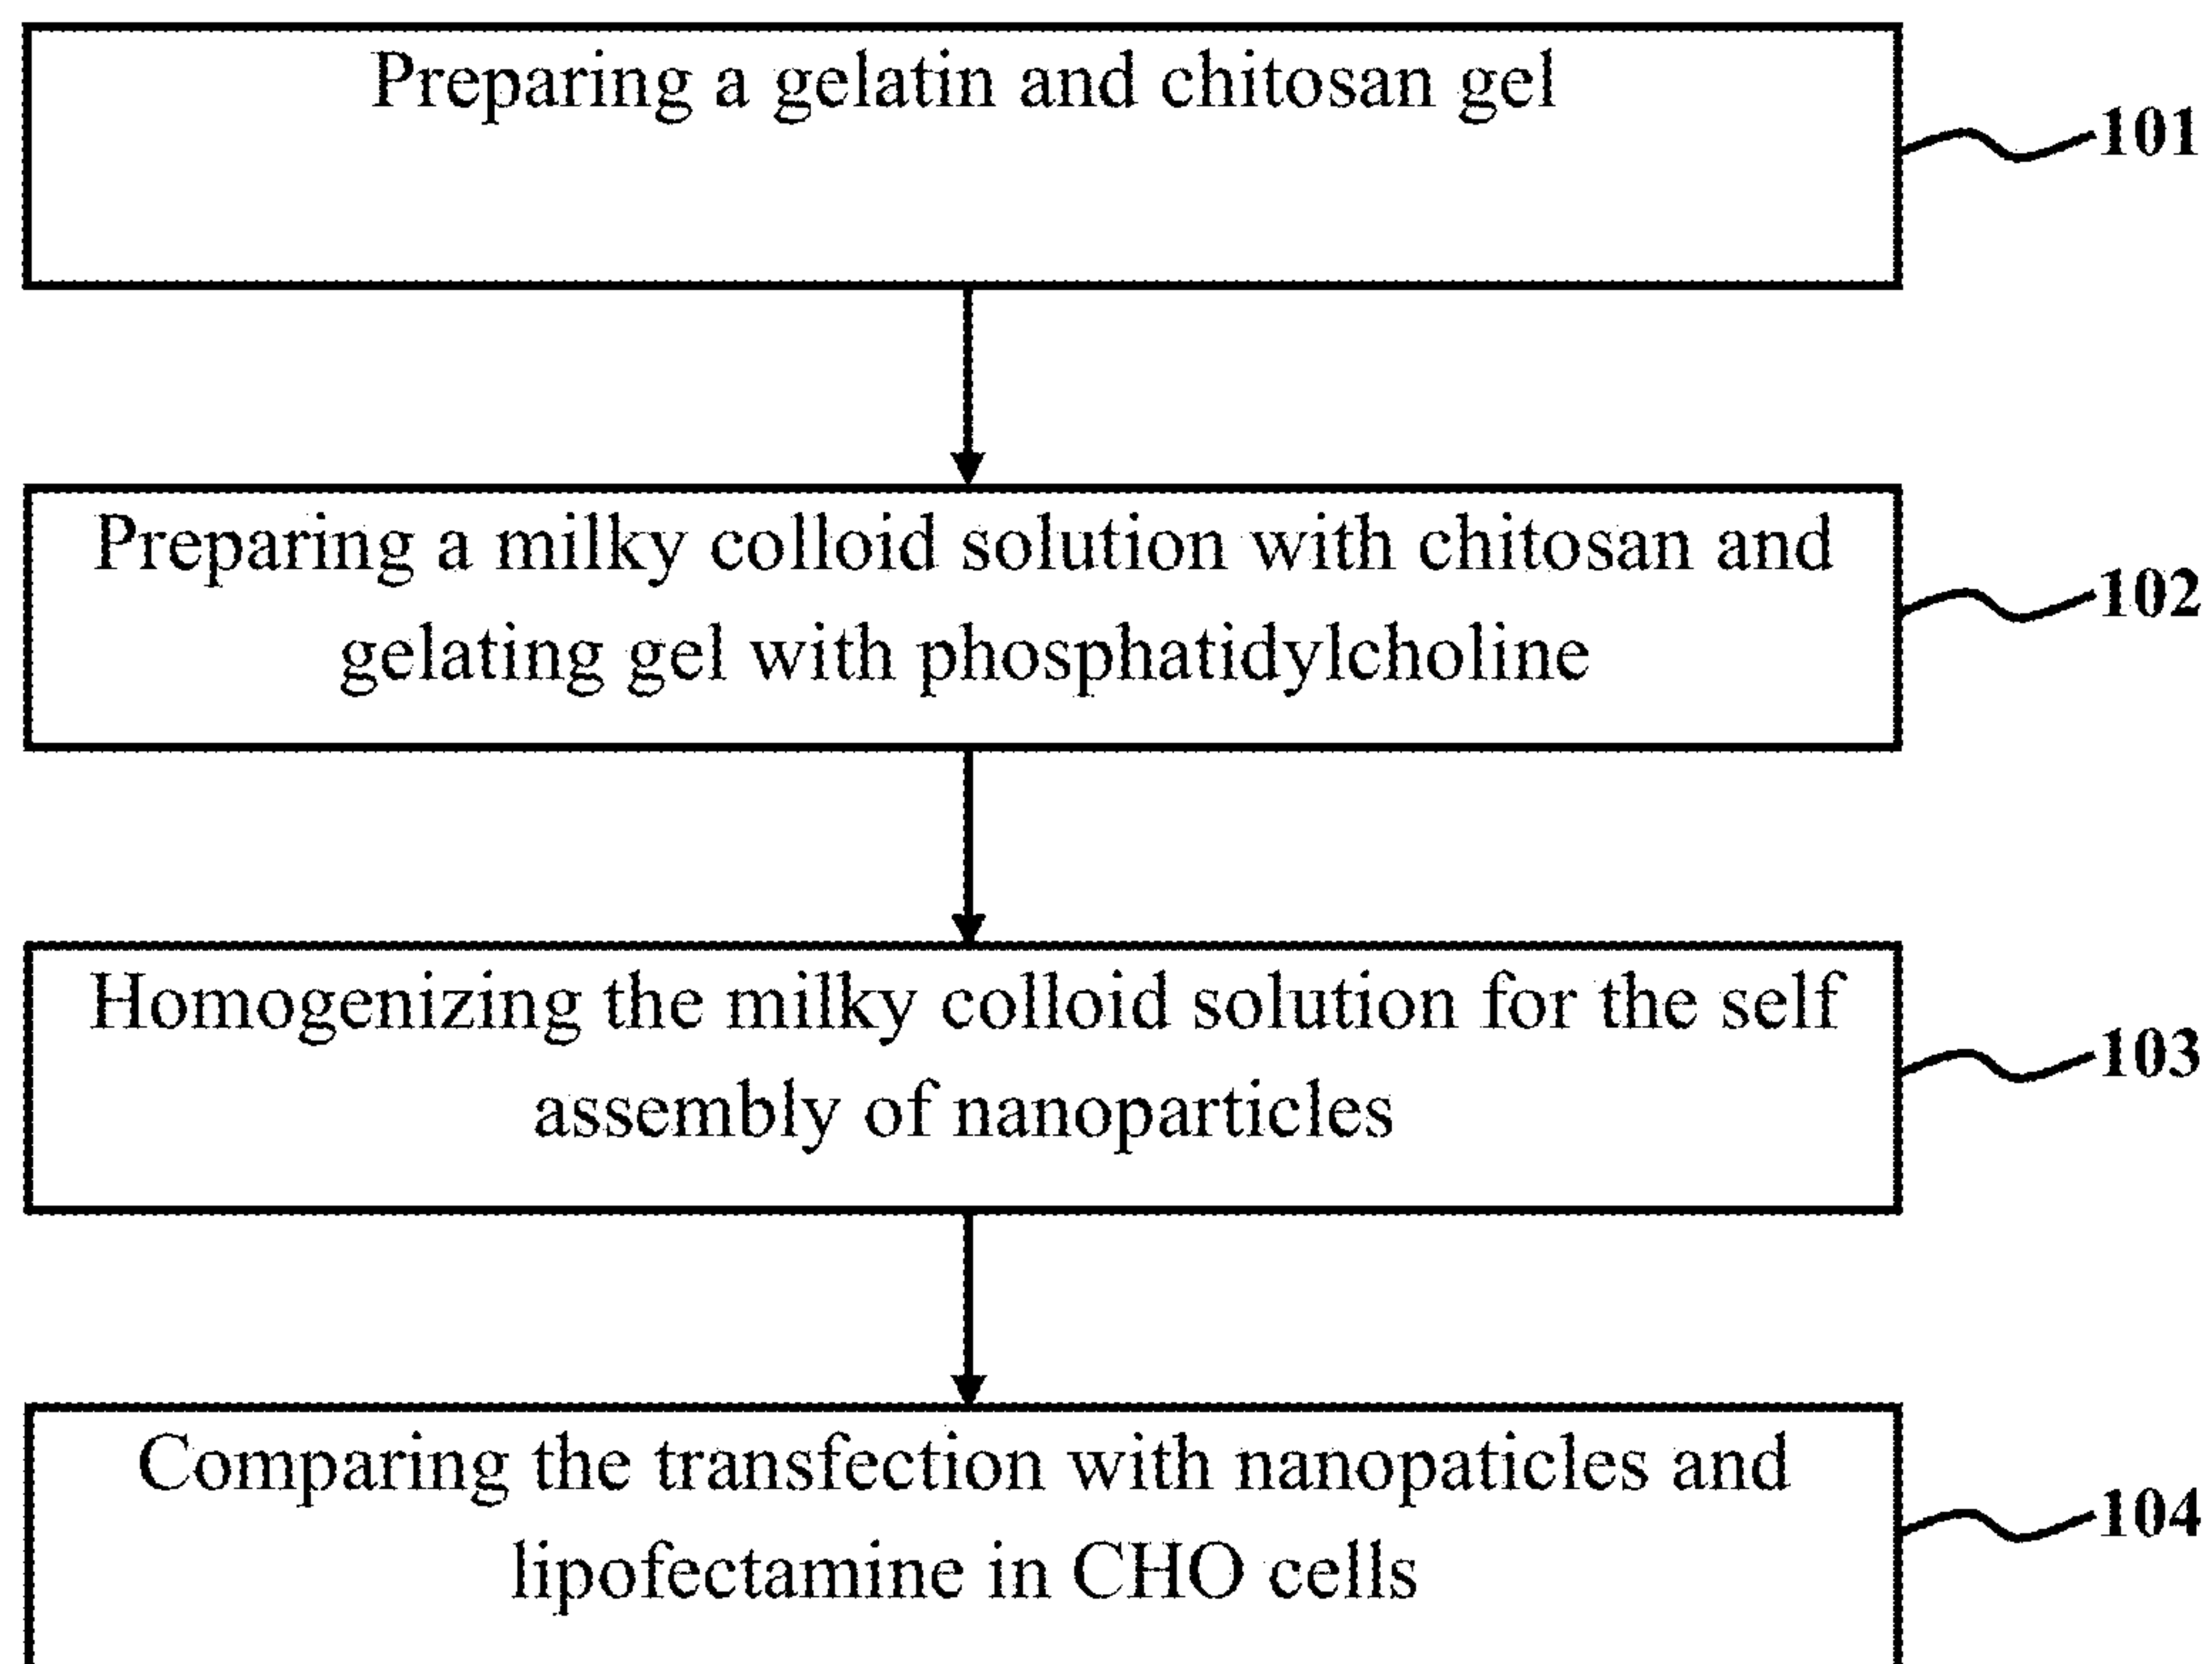 Preparing a gelatin and chitosan gel
101
Preparing a milky colloid solution with chitosan and
gelating gel with phosphatidylcholine
102
Homogenizing the milky colloid solution for the self
assembly of nanoparticles
103
Comparing the transfection with nanopaticles and
lipofectamine in CHO cells
104